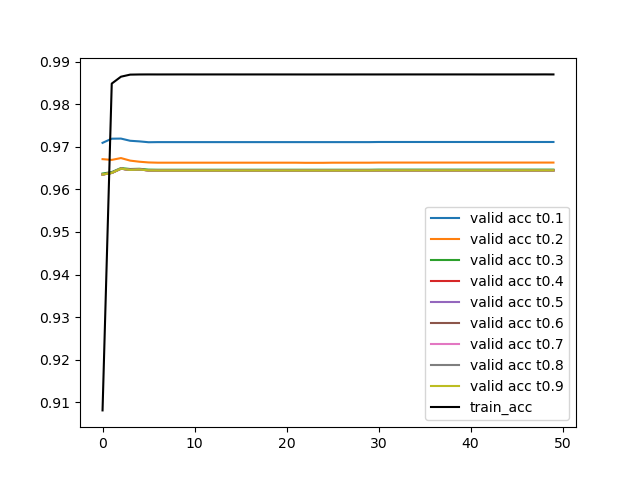 0.99
0.98
0.97
0.96
0.95
0.94
0.93
0.92
0.91
0 10 20 30 40 50
valid acc t0.1
valid acc t0.2
valid acc t0.3
valid acc t0.4
valid acc t0.5
valid acc t0.6
valid acc t0.7
valid acc t0.8
valid acc t0.9
train_acc